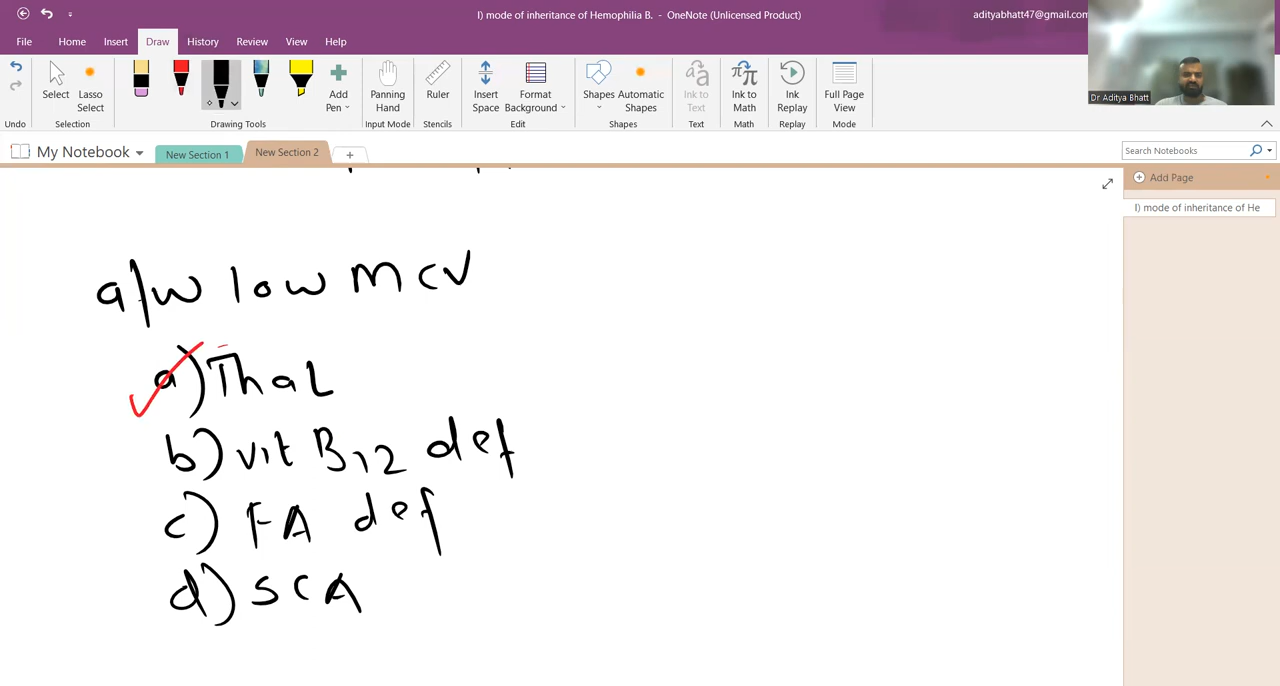 I) mode of inheritance of Hemophilia B. - OneNote (Unlicensed Product)
adityabhatt47@gmail.com
File Home Insert Draw History Review View Help
Undo
Select
Lasso Select
Add Pen
Panning Hand
Ruler
Insert Space
Format Background
Shapes
Automatic Shapes
Ink to Text
Ink to Math
Ink Replay
Full Page View
Selection
Drawing Tools
Input Mode
Stencils
Edit
Shapes
Text
Math
Replay
Mode
Dr Aditya Bhatt
My Notebook
New Section 1
New Section 2
Search Notebooks
Add Page
I) mode of inheritance of He
a/w low MCV
a) Thal
b) vit B12 def
c) FA def
d) SCA